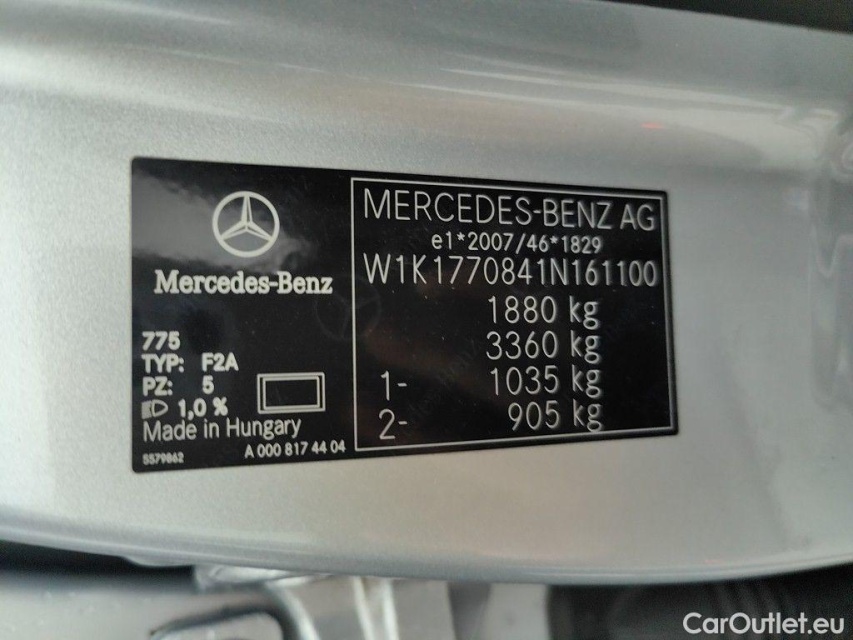 Mercedes-Benz
775
TYP: F2A
PZ: 5
1,0 %
Made in Hungary
5579862
A 000 817 44 04
MERCEDES-BENZ AG
e1*2007/46*1829
W1K1770841N161100
1880 kg
3360 kg
1- 1035 kg
2- 905 kg
CarOutlet.eu